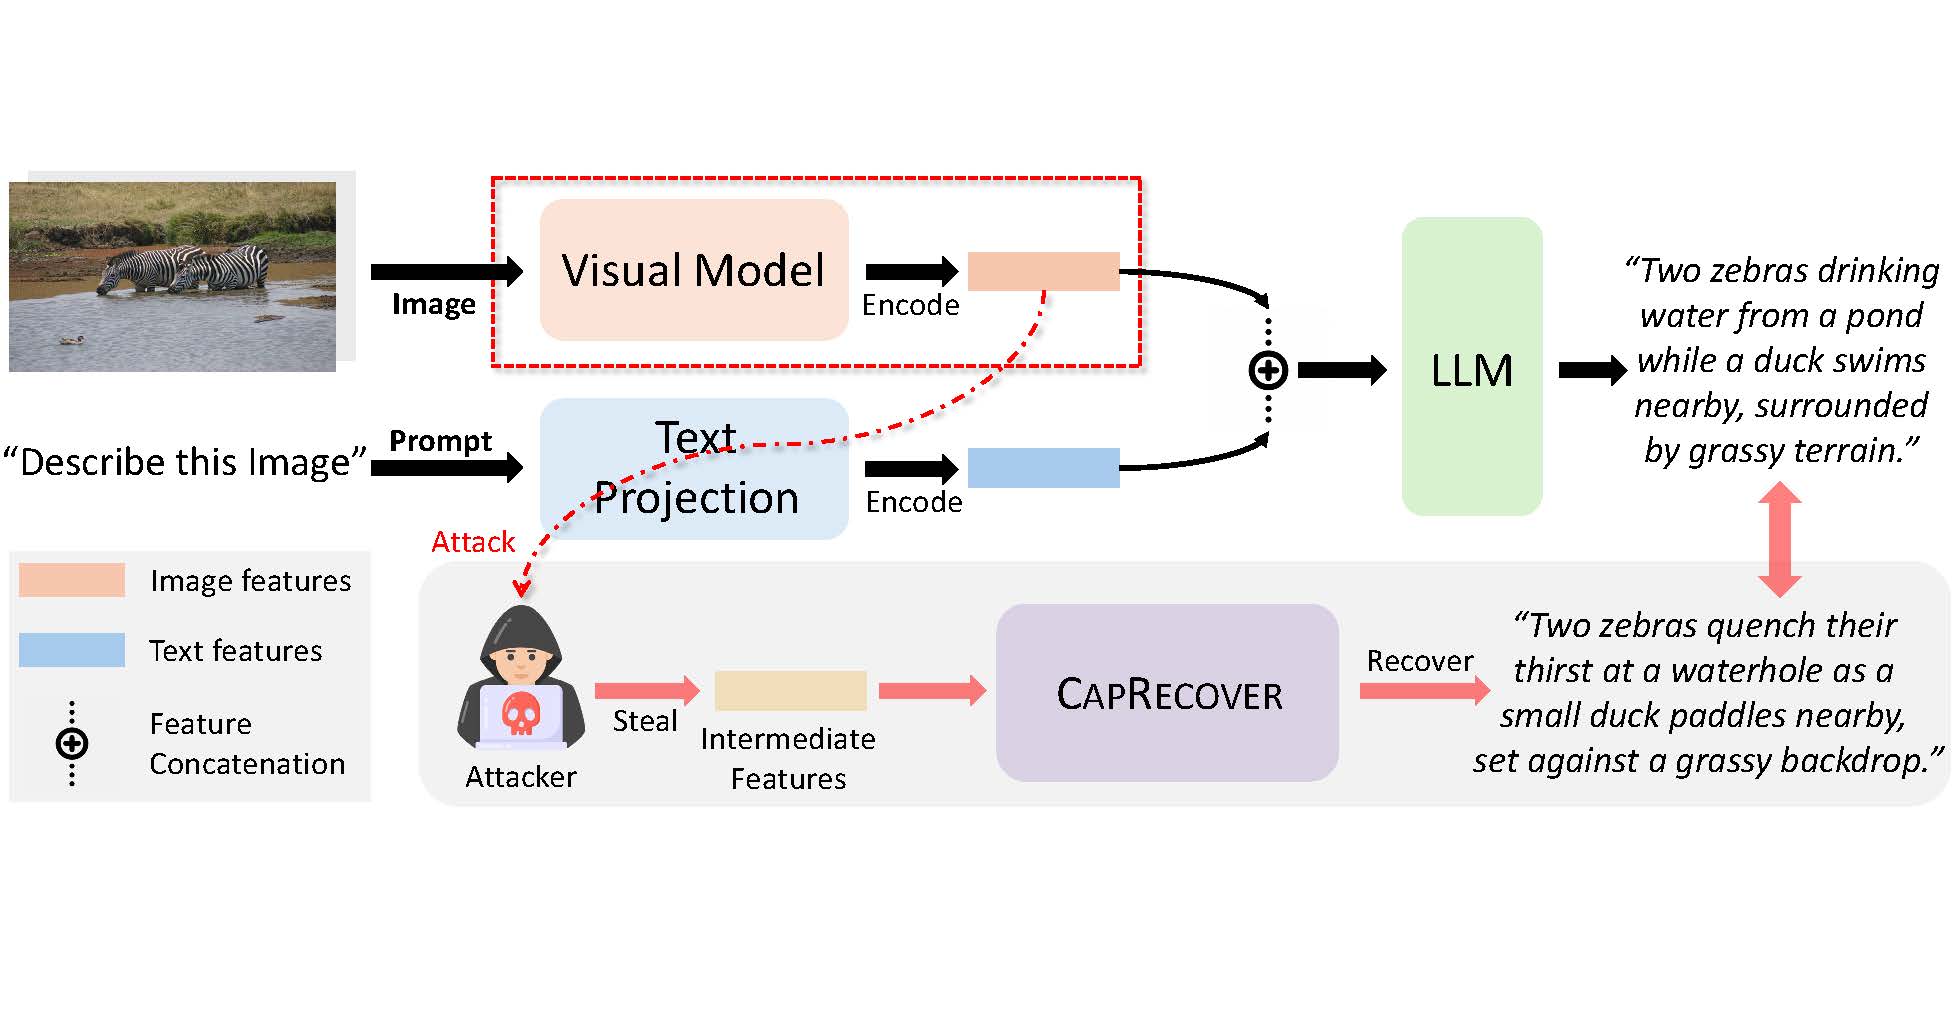 Image
Visual Model
Encode
“Describe this Image”
Prompt
Text
Projection
Encode
LLM
“Two zebras drinking
water from a pond
while a duck swims
nearby, surrounded
by grassy terrain.”
Image features
Text features
Feature
Concatenation
Attack
Attacker
Steal
Intermediate
Features
CAPRECOVER
Recover
“Two zebras quench their
thirst at a waterhole as a
small duck paddles nearby,
set against a grassy backdrop.”